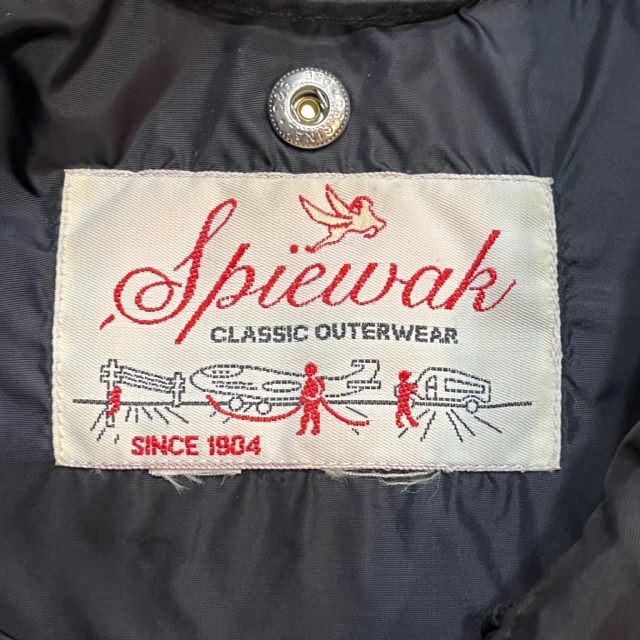 Spiewak
CLASSIC OUTERWEAR
SINCE 1904